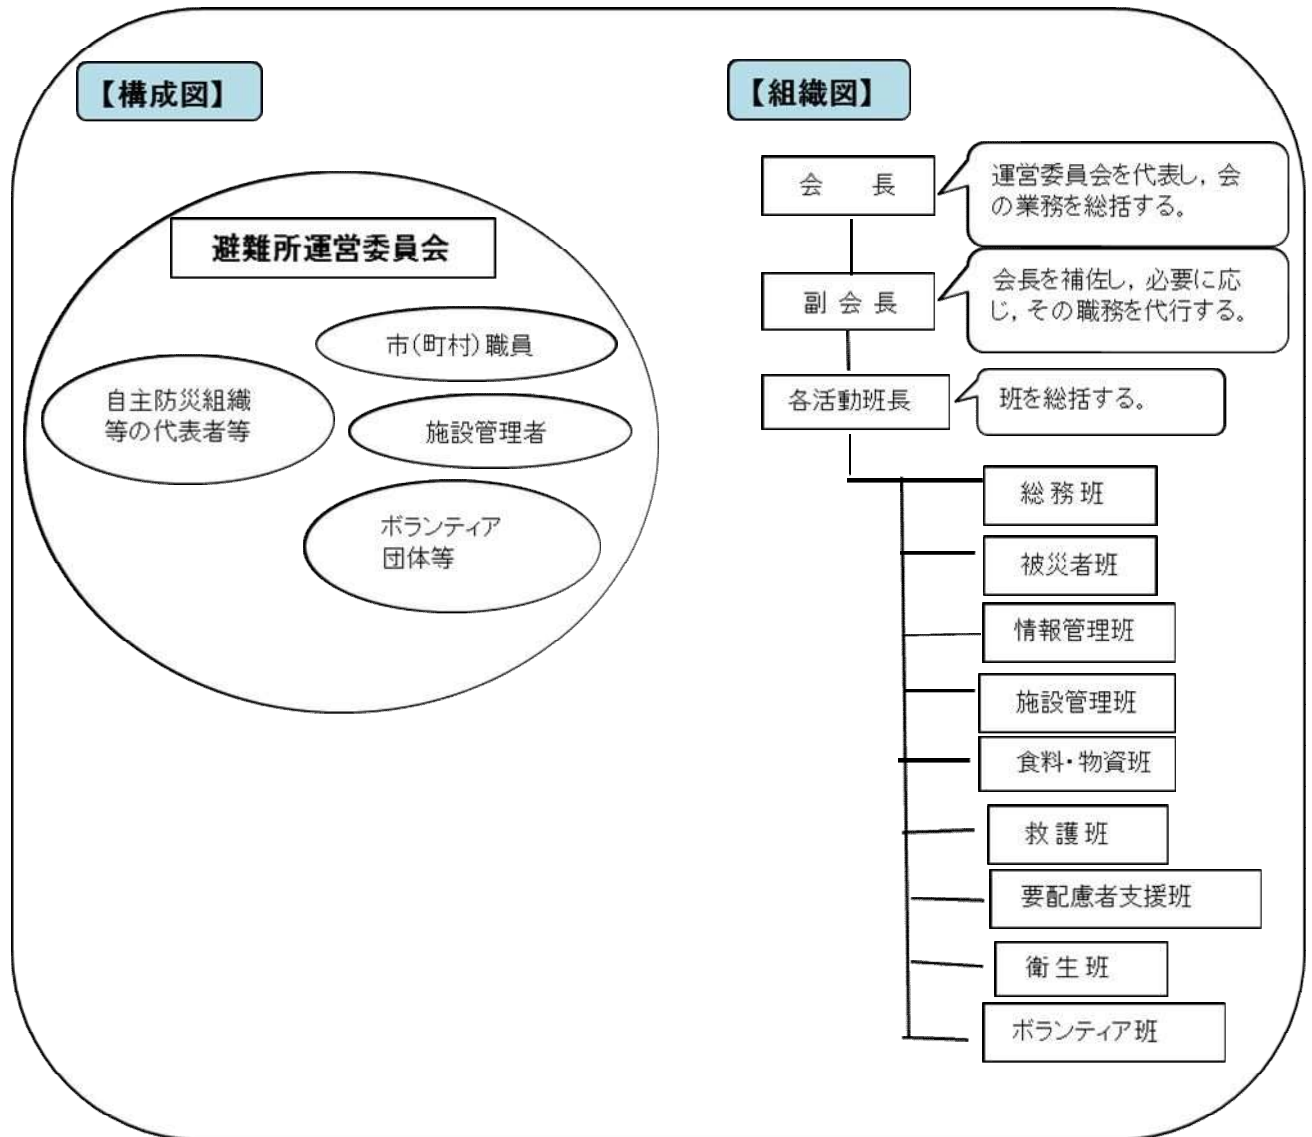 【構成図】
避難所運営委員会
市(町村)職員
自主防災組織
等の代表者等
施設管理者
ボランティア
団体等
【組織図】
会 長
運営委員会を代表し，会
の業務を総括する。
副 会 長
会長を補佐し，必要に応
じ，その職務を代行する。
各活動班長
班を総括する。
総 務 班
被災者班
情報管理班
施設管理班
食料・物資班
救 護 班
要配慮者支援班
衛 生 班
ボランティア班